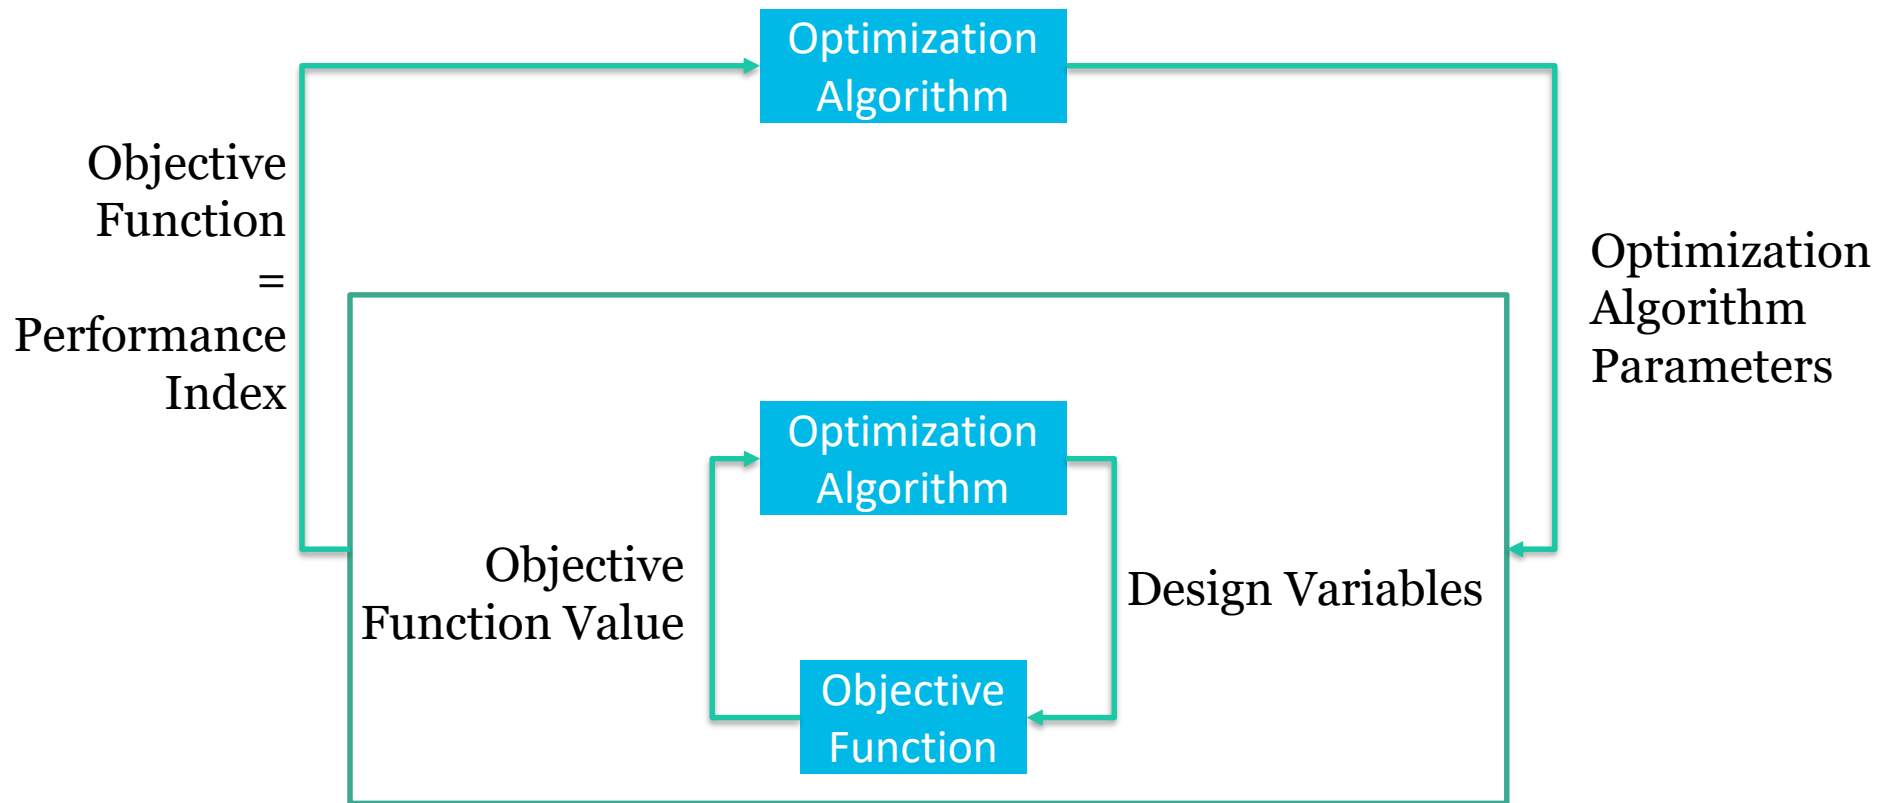 Optimization
Algorithm
Objective
Function
=
Performance
Index
Optimization
Algorithm
Parameters
Optimization
Algorithm
Objective
Function Value
Design Variables
Objective
Function